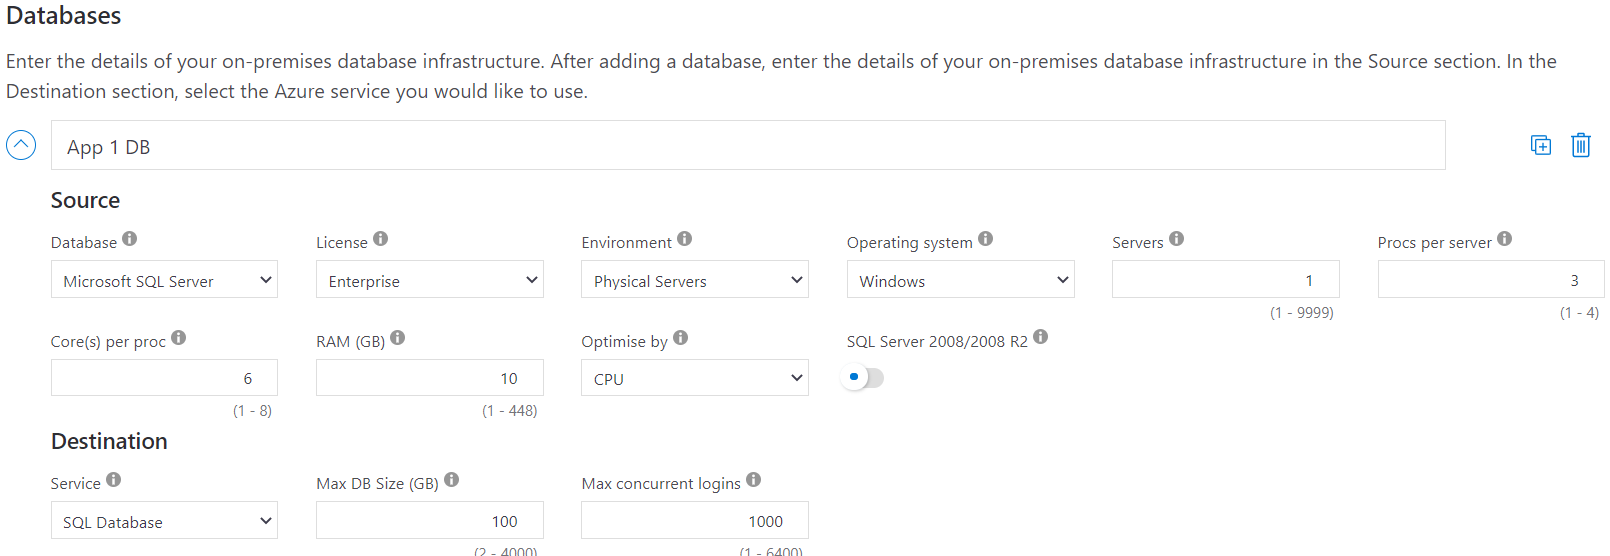 Databases
Enter the details of your on-premises database infrastructure. After adding a database, enter the details of your on-premises database infrastructure in the Source section. In the
Destination section, select the Azure service you would like to use.
App 1 DB
Source
Database License Environment Operating system Servers Procs per server
Microsoft SQL Server Enterprise Physical Servers Windows 1 3
(1 - 9999) (1 - 4)
Core(s) per proc RAM (GB) Optimise by SQL Server 2008/2008 R2
6 10 CPU
(1 - 8) (1 - 448)
Destination
Service Max DB Size (GB) Max concurrent logins
SQL Database 100 1000
(2 - 4000) (1 - 6400)